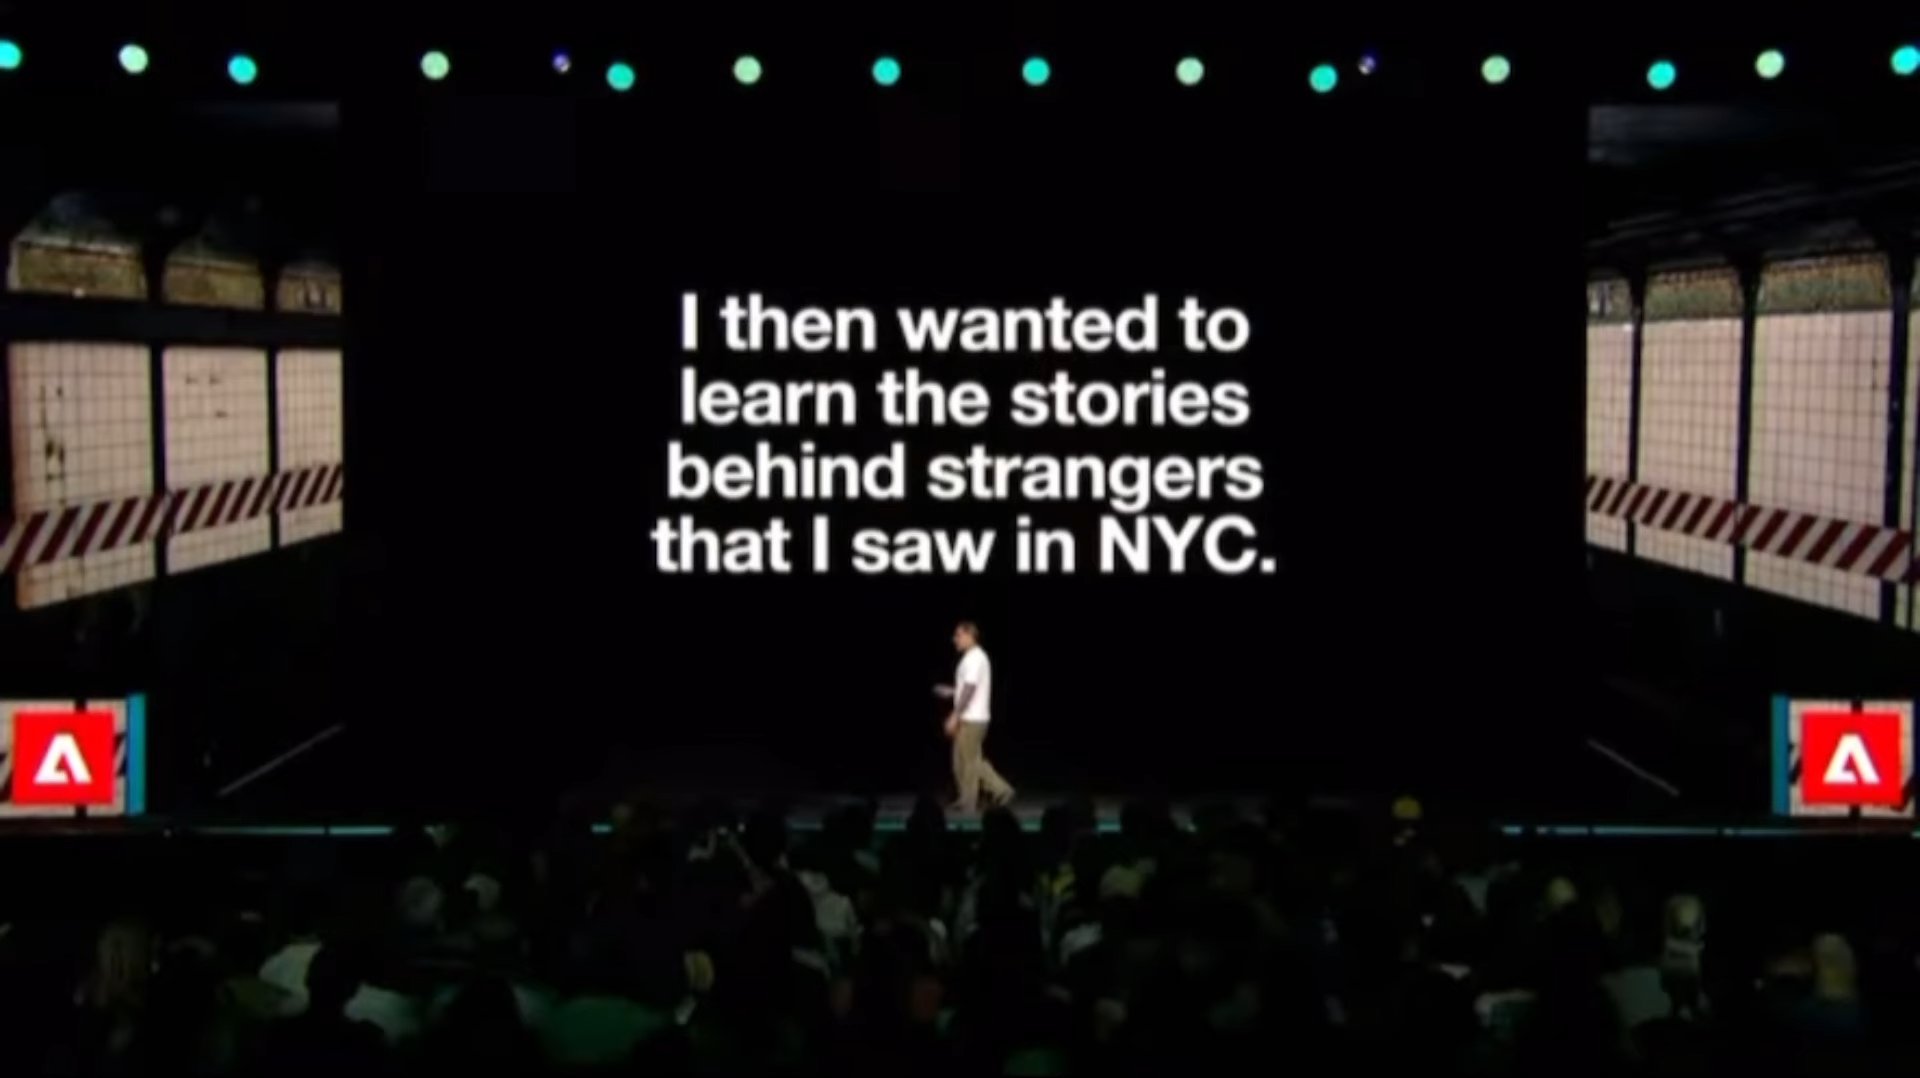 I then wanted to
learn the stories
behind strangers
that I saw in NYC.